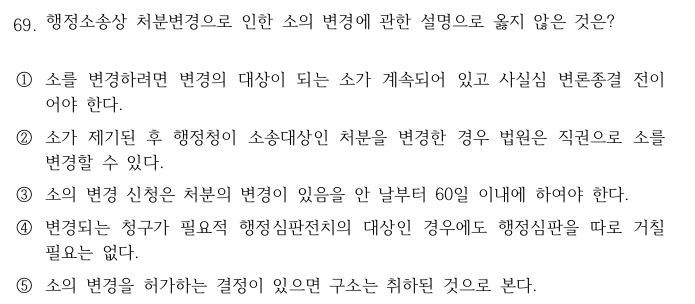 69. 행정소송상 처분변경으로 인한 소의 변경에 관한 설명으로 옳지 않은 것은?
① 소를 변경하려면 변경의 대상이 되는 소가 계속되어 있고 사실심 변론종결 전이
어야 한다.
② 소가 제기된 후 행정청이 소송대상인 처분을 변경한 경우 법원은 직권으로 소를
변경할 수 있다.
③ 소의 변경 신청은 처분의 변경이 있음을 안 날부터 60일 이내에 하여야 한다.
④ 변경되는 청구가 필요적 행정심판전치의 대상인 경우에도 행정심판을 따로 거칠
필요는 없다.
⑤ 소의 변경을 허가하는 결정이 있으면 구소는 취하된 것으로 본다.